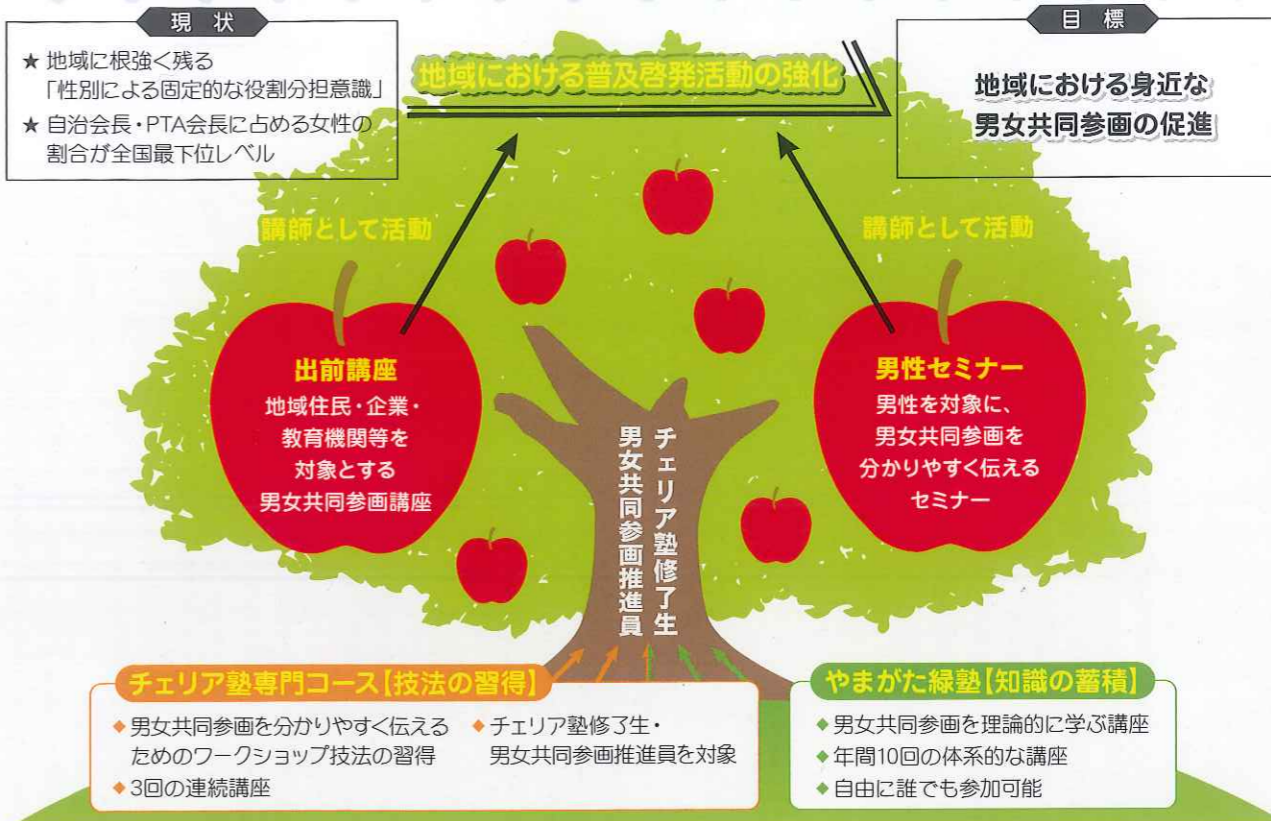 現 状
★ 地域に根強く残る
「性別による固定的な役割分担意識」
★ 自治会長・PTA会長に占める女性の
割合が全国最下位レベル
地域における普及啓発活動の強化
目 標
地域における身近な
男女共同参画の促進
講師として活動
講師として活動
出前講座
地域住民・企業・
教育機関等を
対象とする
男女共同参画講座
男性セミナー
男性を対象に、
男女共同参画を
分かりやすく伝える
セミナー
チェリア塾修了生
男女共同参画推進員
チェリア塾専門コース【技法の習得】
◆ 男女共同参画を分かりやすく伝える
ためのワークショップ技法の習得
◆ 3回の連続講座
◆ チェリア塾修了生・
男女共同参画推進員を対象
やまがた緑塾【知識の蓄積】
◆ 男女共同参画を理論的に学ぶ講座
◆ 年間10回の体系的な講座
◆ 自由に誰でも参加可能